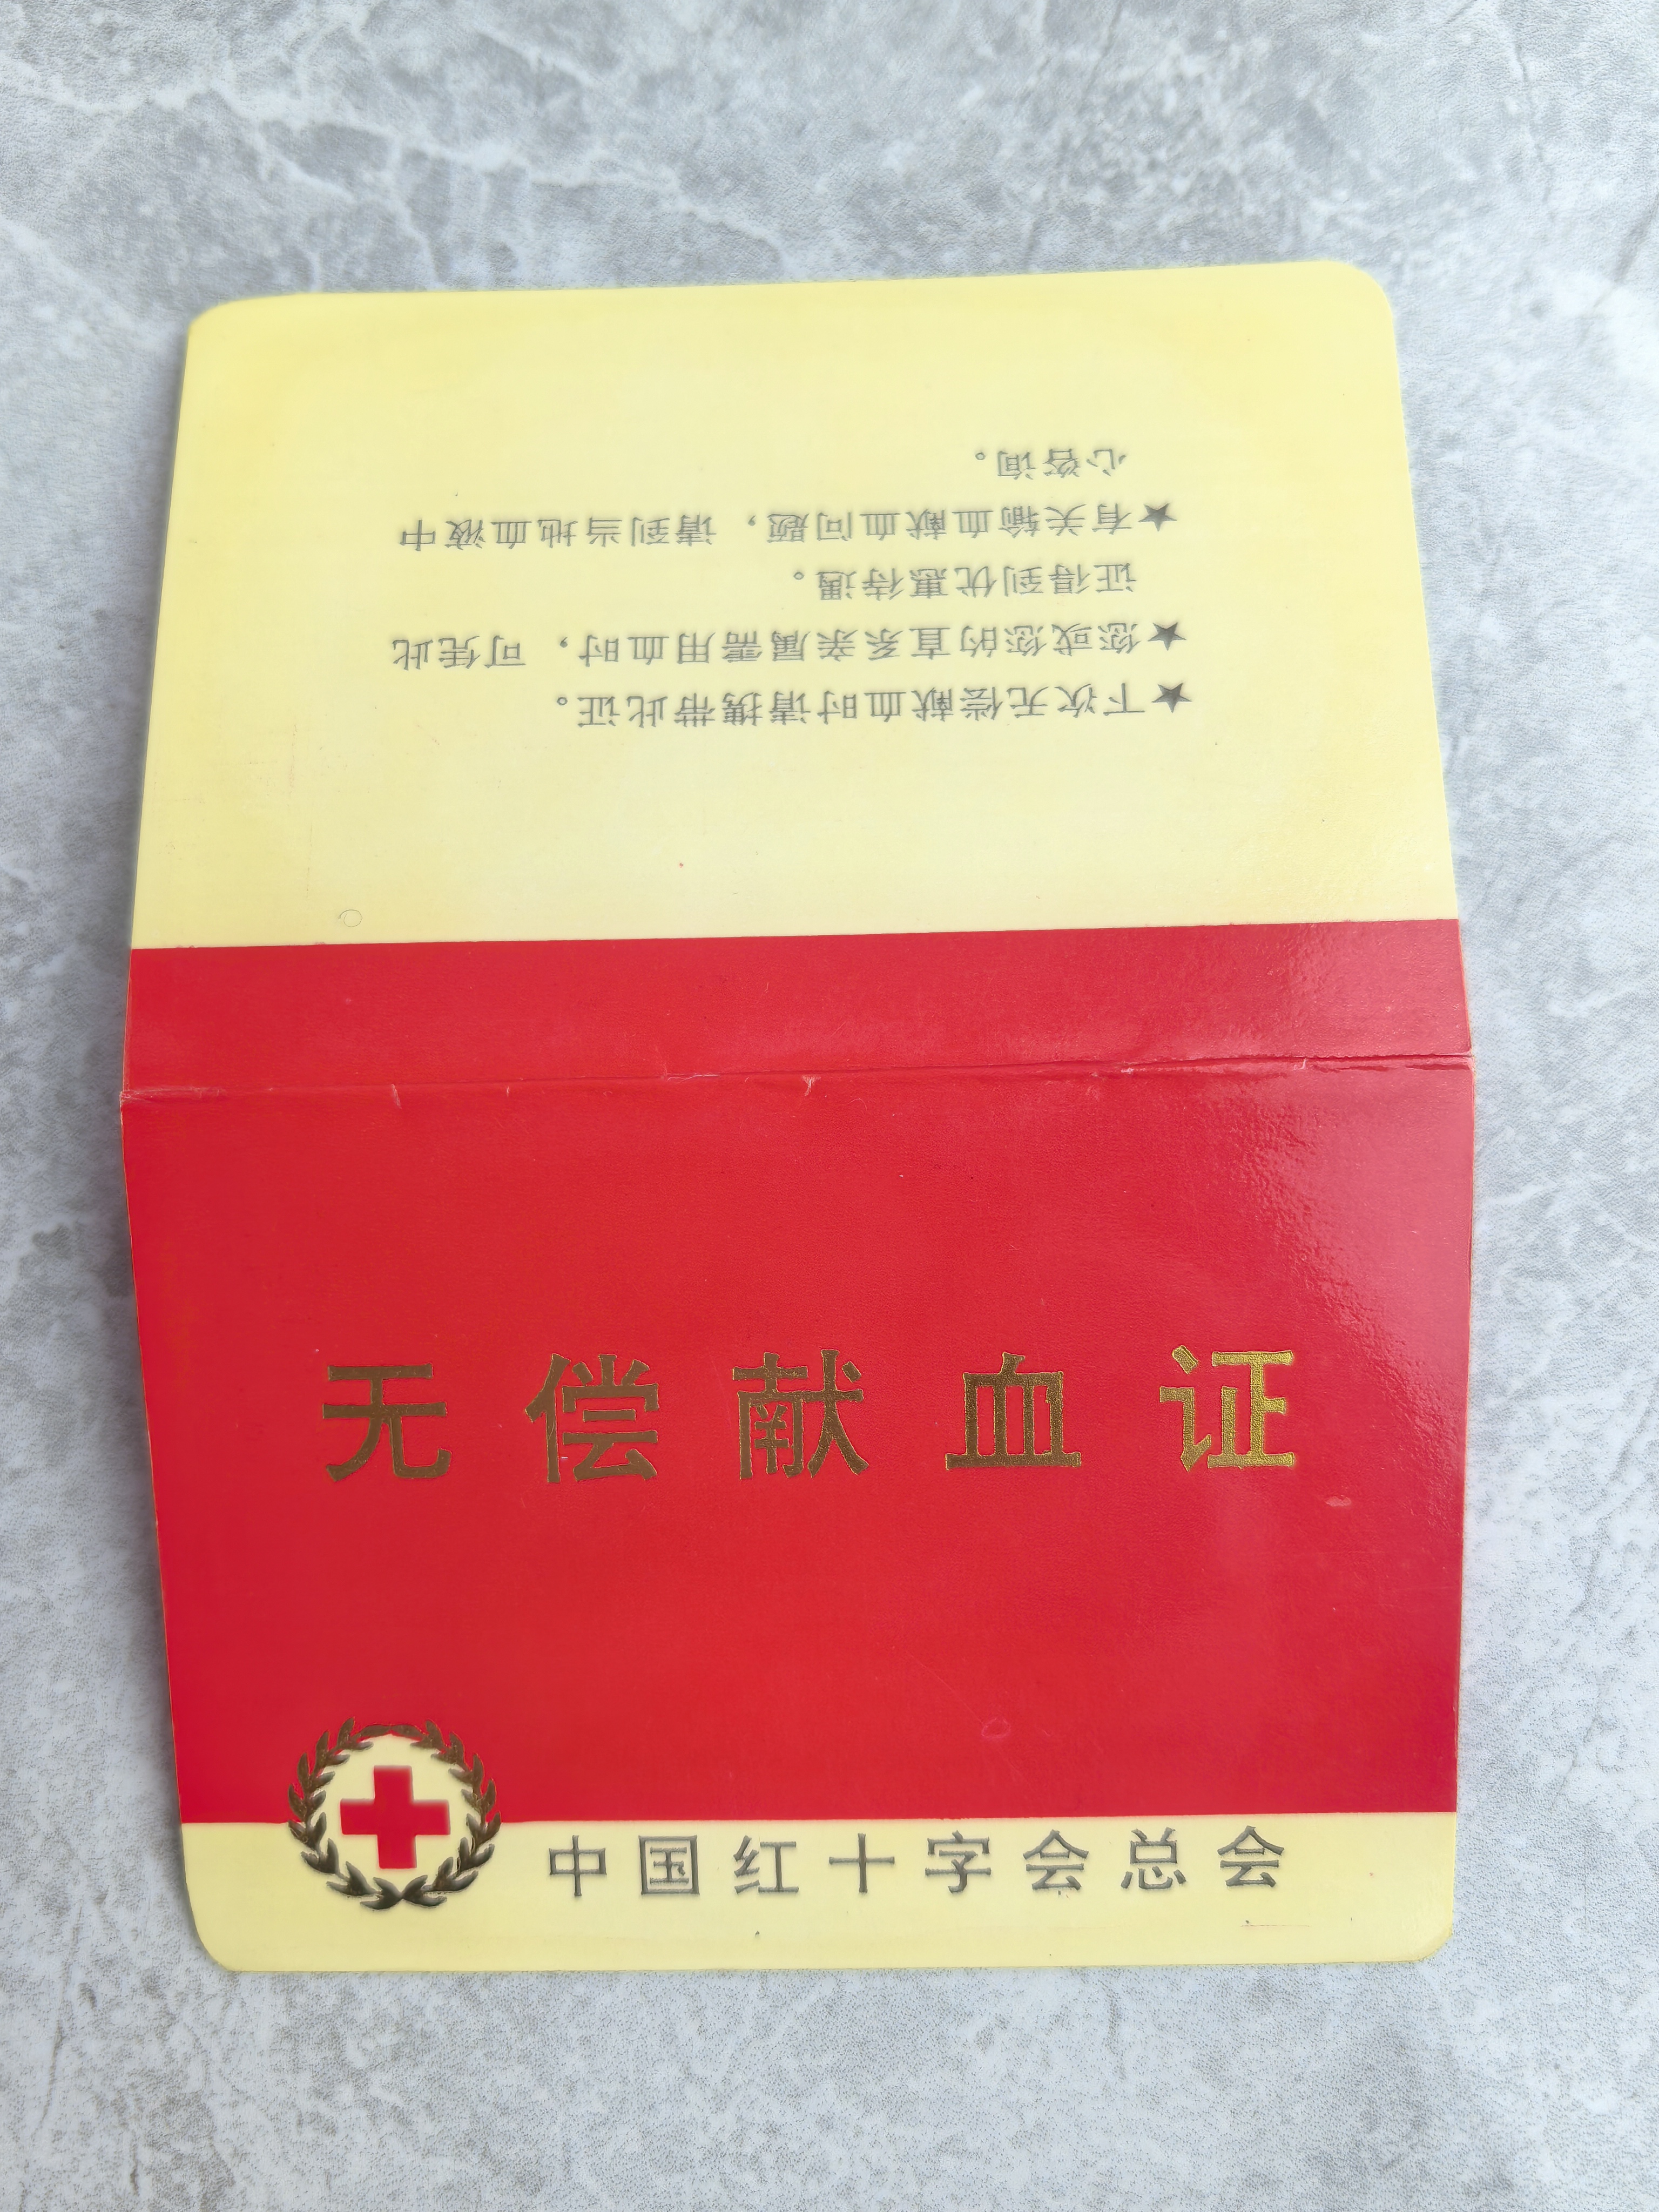 ★下次无偿献血时请携带此证。
★您或您的直系亲属需用血时，可凭此
证得到优惠待遇。
★有关输血献血问题，请到当地血液中
心咨询。
无偿献血证
中国红十字会总会